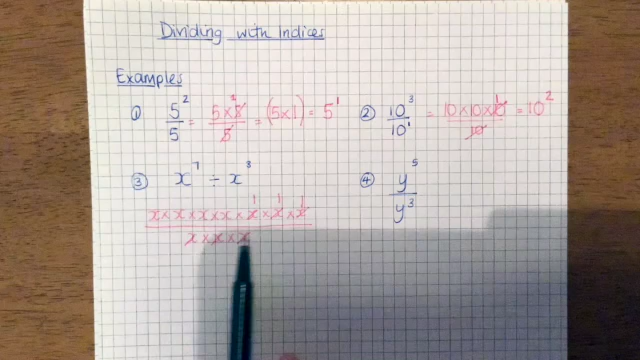 Dividing with Indices
Examples
① 5²/5 = 5×5/5 = (5×1) = 5¹
② 10³/10¹ = 10×10×10/10 = 10²
③ x⁷ ÷ x³
x×x×x×x×x×x×x/x×x×x
④ y⁵/y³